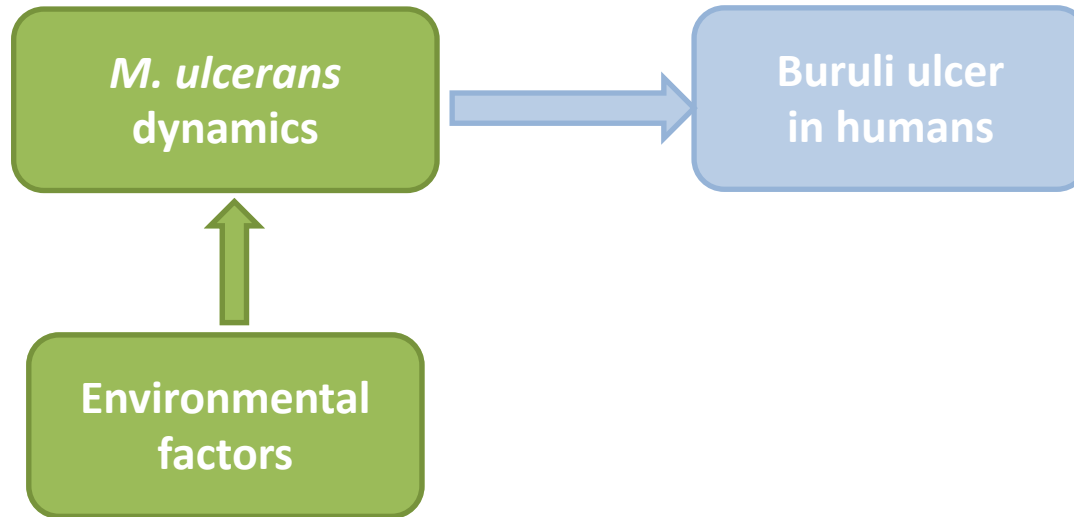 M. ulcerans
dynamics
Buruli ulcer
in humans
Environmental
factors